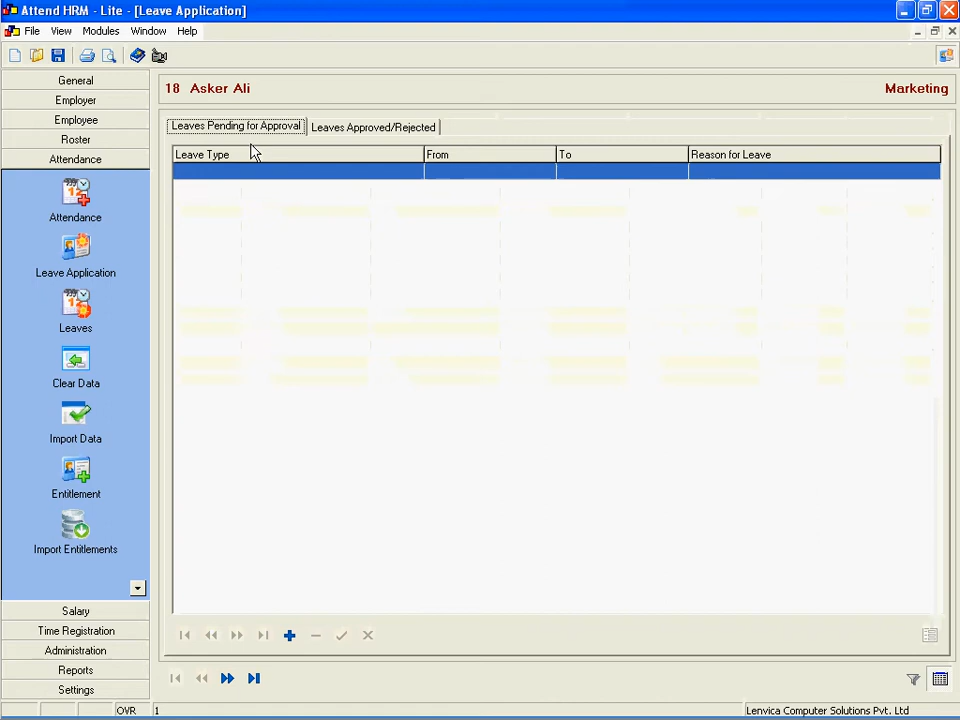 Attend HRM - Lite - [Leave Application]
File View Modules Window Help
General
Employer
Employee
Roster
Attendance
Attendance
Leave Application
Leaves
Clear Data
Import Data
Entitlement
Import Entitlements
Salary
Time Registration
Administration
Reports
Settings
18 Asker Ali Marketing
Leaves Pending for Approval Leaves Approved/Rejected
Leave Type From To Reason for Leave
OVR 1 Lenvica Computer Solutions Pvt. Ltd